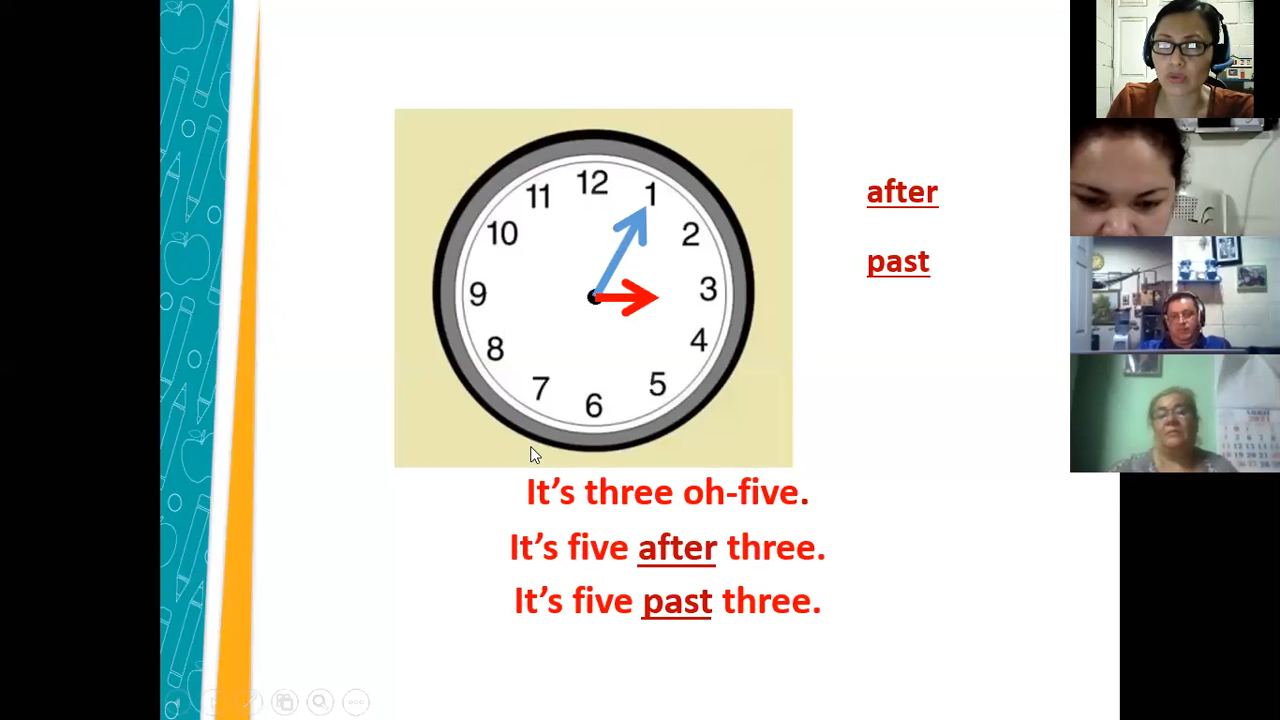 12
11
1
10
2
9
3
8
4
7
5
6
after
past
It's three oh-five.
It's five after three.
It's five past three.